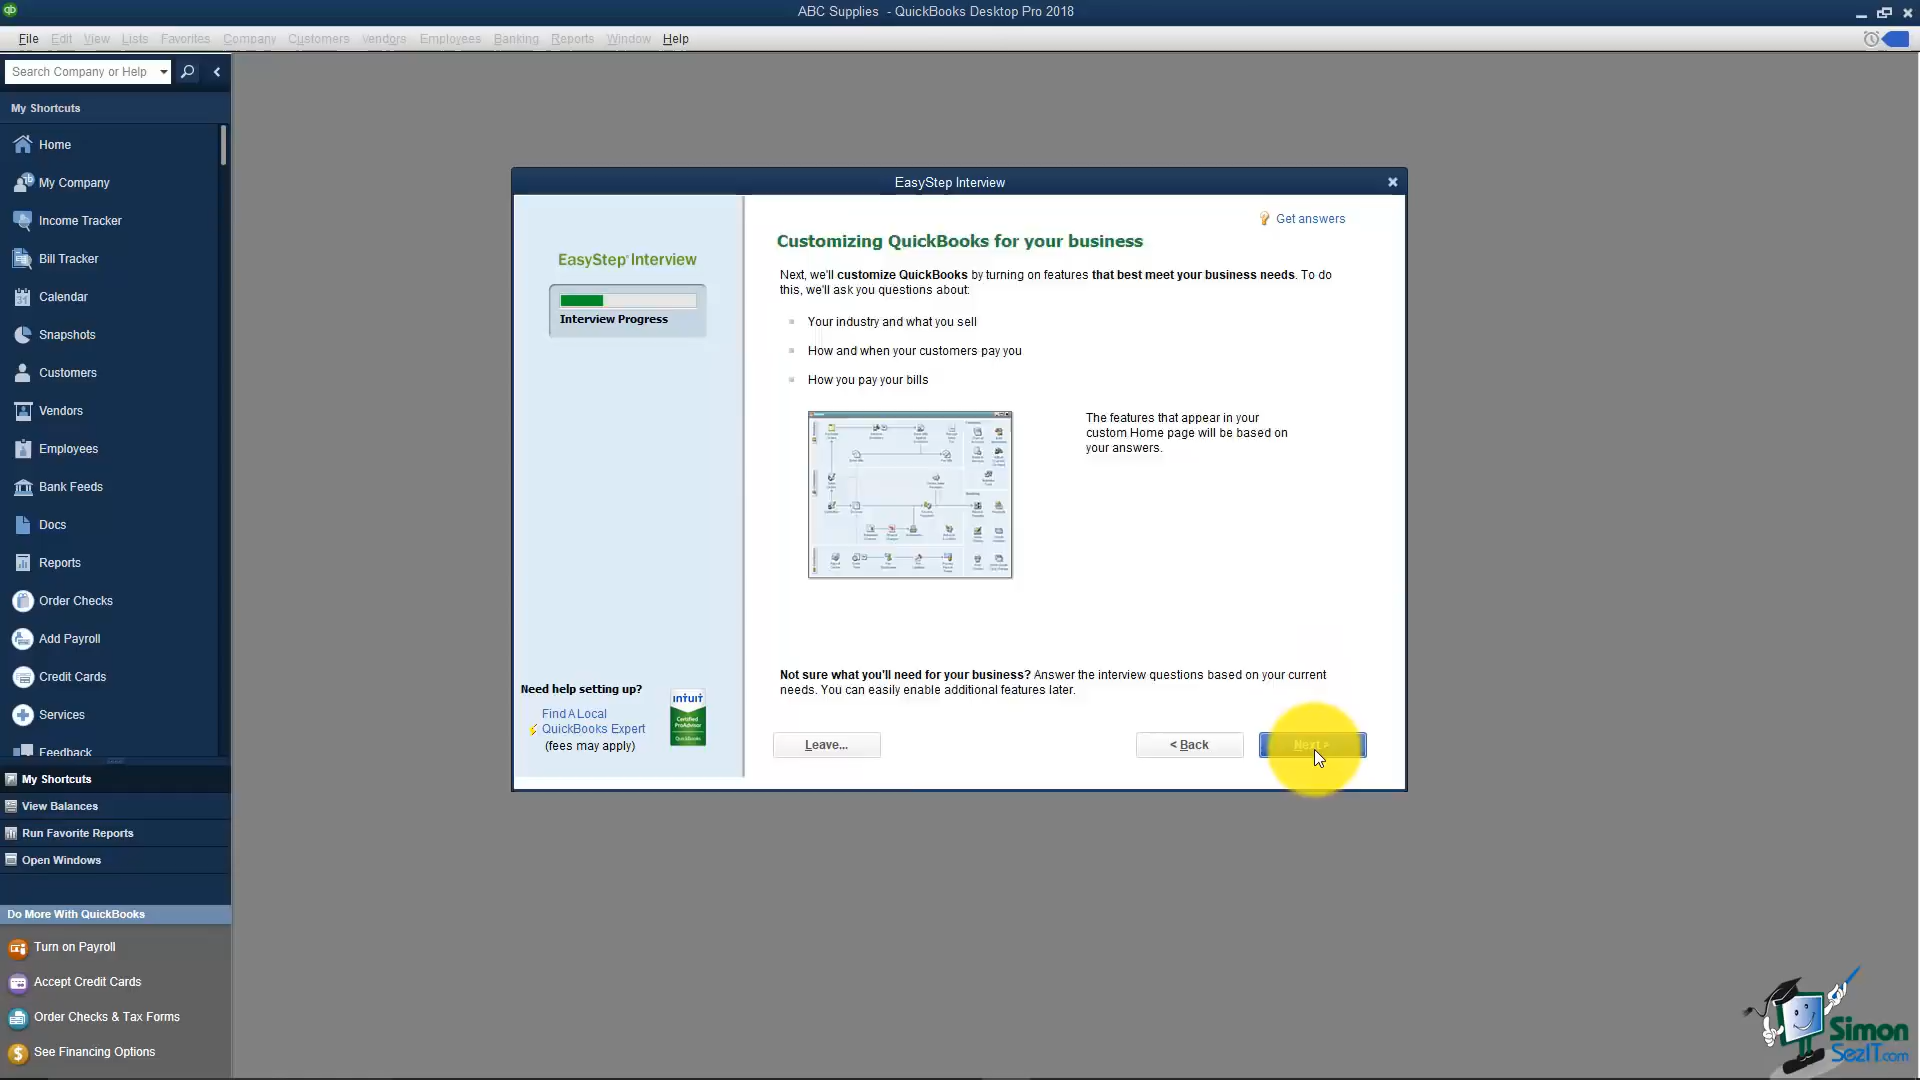 ABC Supplies - QuickBooks Desktop Pro 2018
File Edit View Lists Favorites Company Customers Vendors Employees Banking Reports Window Help
Search Company or Help
My Shortcuts
Home
My Company
Income Tracker
Bill Tracker
Calendar
Snapshots
Customers
Vendors
Employees
Bank Feeds
Docs
Reports
Order Checks
Add Payroll
Credit Cards
Services
Feedback
My Shortcuts
View Balances
Run Favorite Reports
Open Windows
Do More With QuickBooks
Turn on Payroll
Accept Credit Cards
Order Checks & Tax Forms
See Financing Options
EasyStep Interview
EasyStep Interview
Interview Progress
Need help setting up?
Find A Local
QuickBooks Expert
(fees may apply)
intuit
Certified
ProAdvisor
QuickBooks
Get answers
Customizing QuickBooks for your business
Next, we'll customize QuickBooks by turning on features that best meet your business needs. To do
this, we'll ask you questions about:
Your industry and what you sell
How and when your customers pay you
How you pay your bills
The features that appear in your
custom Home page will be based on
your answers.
Not sure what you'll need for your business? Answer the interview questions based on your current
needs. You can easily enable additional features later.
Leave...
< Back
Next >
Simon
SezIT.com